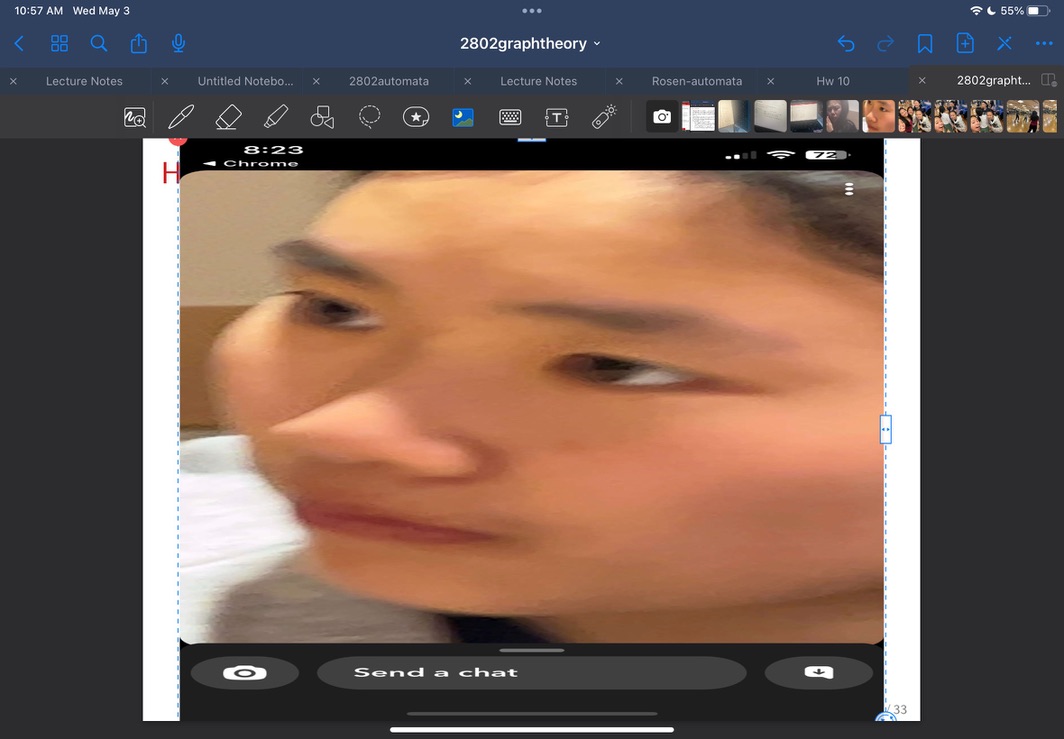 10:57 AM Wed May 3
55%
2802graphtheory
Lecture Notes
Untitled Notebo...
2802automata
Lecture Notes
Rosen-automata
Hw 10
2802grapht...
8:23
Chrome
72
H
Send a chat
/ 33